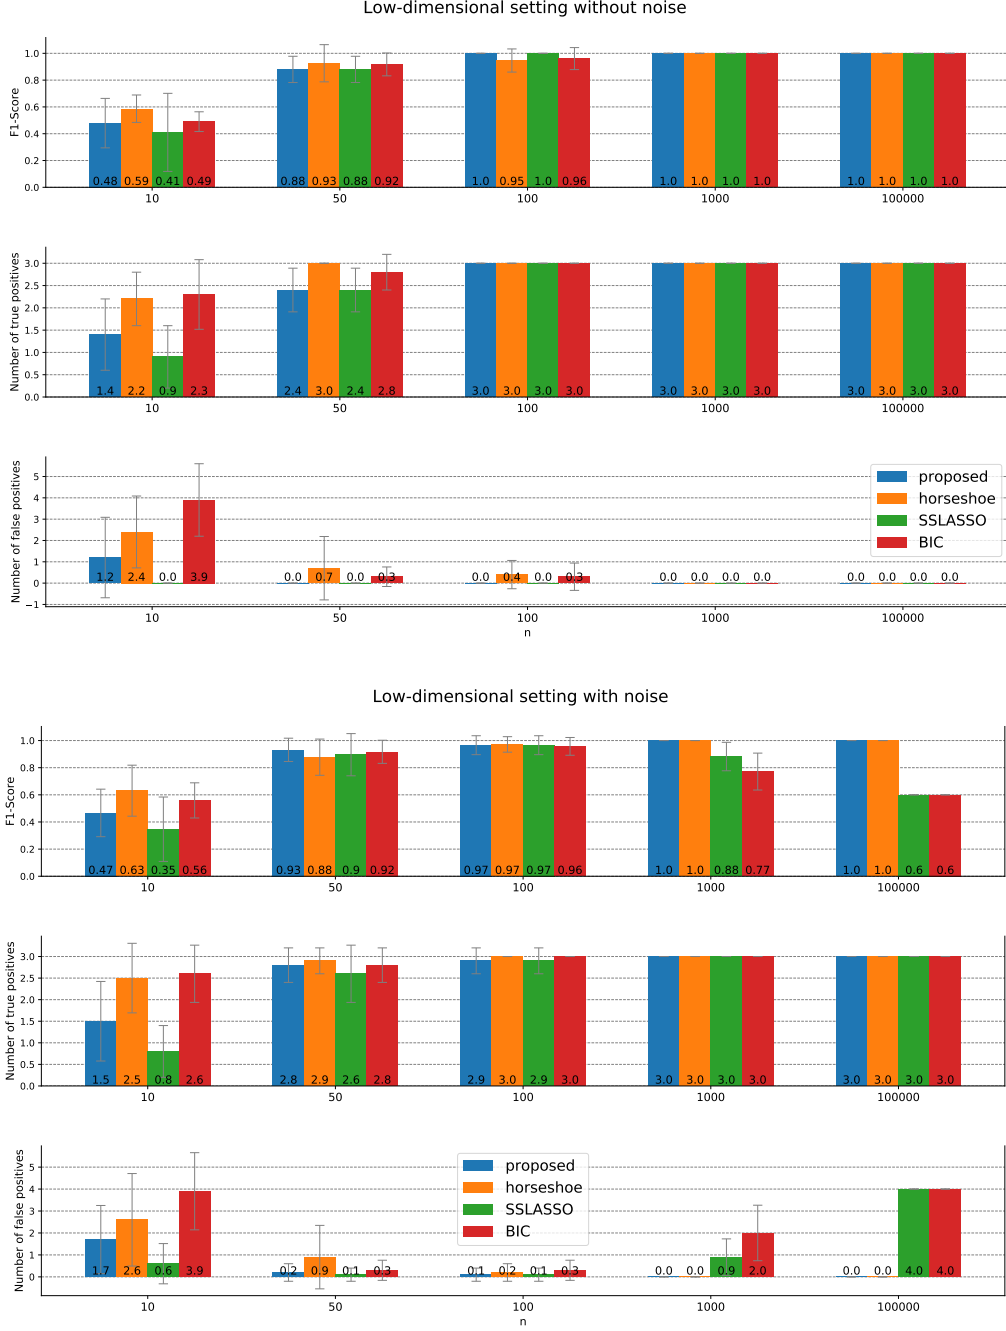 Low-dimensional setting without noise
F1-Score
1.0
0.8
0.6
0.4
0.2
0.0
0.48 0.59 0.41 0.49 0.88 0.93 0.88 0.92 1.0 0.95 1.0 0.96 1.0 1.0 1.0 1.0 1.0 1.0 1.0 1.0
10 50 100 1000 100000
Number of true positives
3.0
2.5
2.0
1.5
1.0
0.5
0.0
1.4 2.2 0.9 2.3 2.4 3.0 2.4 2.8 3.0 3.0 3.0 3.0 3.0 3.0 3.0 3.0 3.0 3.0 3.0 3.0
10 50 100 1000 100000
Number of false positives
5
4
3
2
1
0
−1
proposed
horseshoe
SSLASSO
BIC
1.2 2.4 0.0 3.9 0.0 0.7 0.0 0.3 0.0 0.4 0.0 0.3 0.0 0.0 0.0 0.0 0.0 0.0 0.0 0.0
10 50 100 1000 100000
n
Low-dimensional setting with noise
F1-Score
1.0
0.8
0.6
0.4
0.2
0.0
0.47 0.63 0.35 0.56 0.93 0.88 0.9 0.92 0.97 0.97 0.97 0.96 1.0 1.0 0.88 0.77 1.0 1.0 0.6 0.6
10 50 100 1000 100000
Number of true positives
3.0
2.5
2.0
1.5
1.0
0.5
0.0
1.5 2.5 0.8 2.6 2.8 2.9 2.6 2.8 2.9 3.0 2.9 3.0 3.0 3.0 3.0 3.0 3.0 3.0 3.0 3.0
10 50 100 1000 100000
Number of false positives
5
4
3
2
1
0
proposed
horseshoe
SSLASSO
BIC
1.7 2.6 0.6 3.9 0.2 0.9 0.1 0.3 0.1 0.2 0.1 0.3 0.0 0.0 0.9 2.0 0.0 0.0 4.0 4.0
10 50 100 1000 100000
n